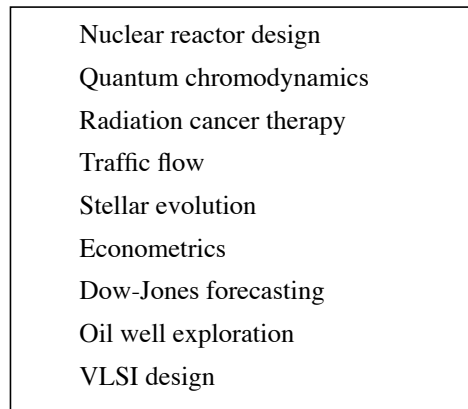 Nuclear reactor design
Quantum chromodynamics
Radiation cancer therapy
Traffic flow
Stellar evolution
Econometrics
Dow-Jones forecasting
Oil well exploration
VLSI design